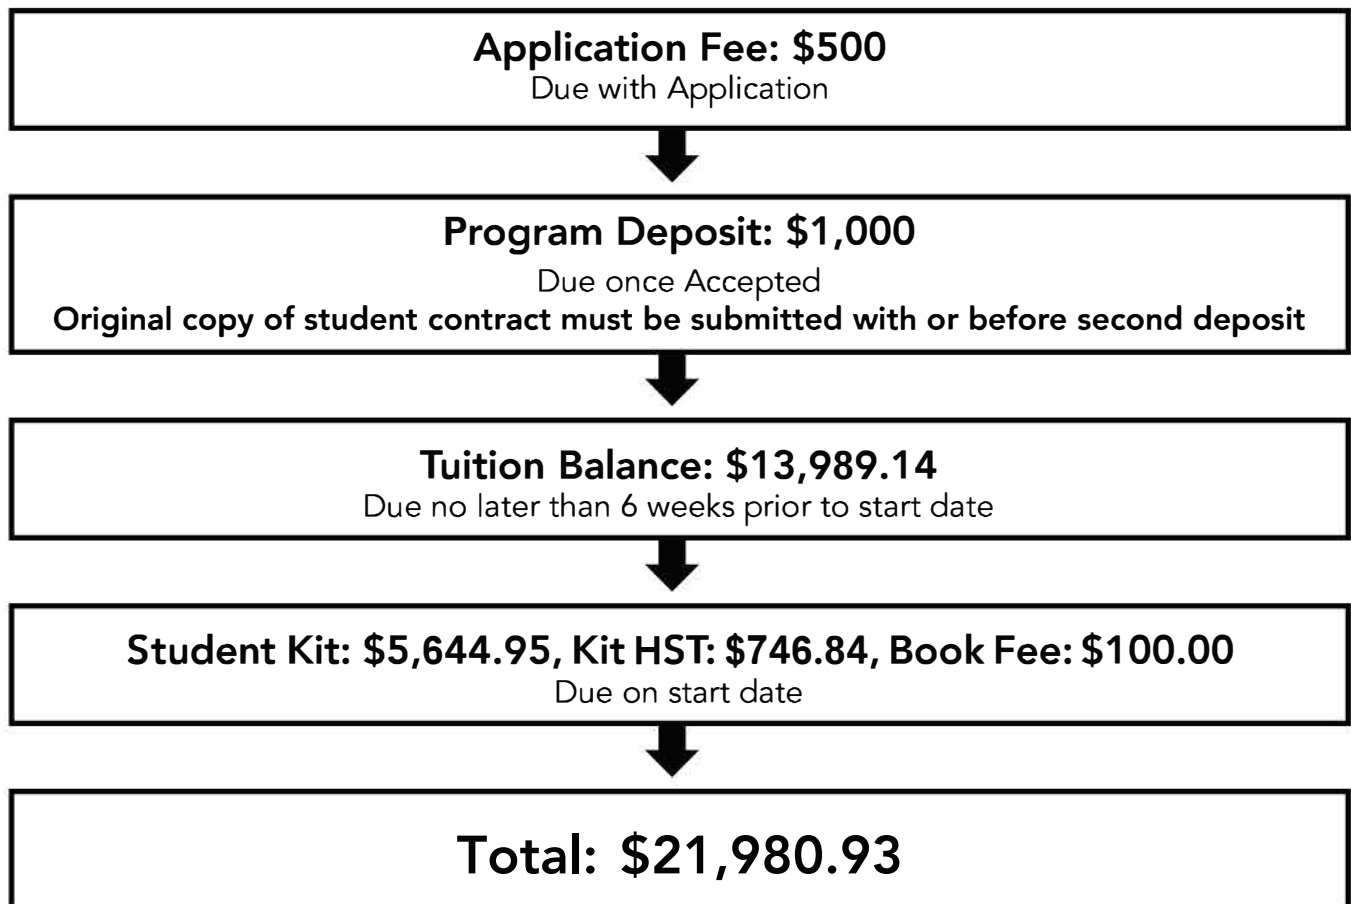 Application Fee: $500
Due with Application
Program Deposit: $1,000
Due once Accepted
Original copy of student contract must be submitted with or before second deposit
Tuition Balance: $13,989.14
Due no later than 6 weeks prior to start date
Student Kit: $5,644.95, Kit HST: $746.84, Book Fee: $100.00
Due on start date
Total: $21,980.93